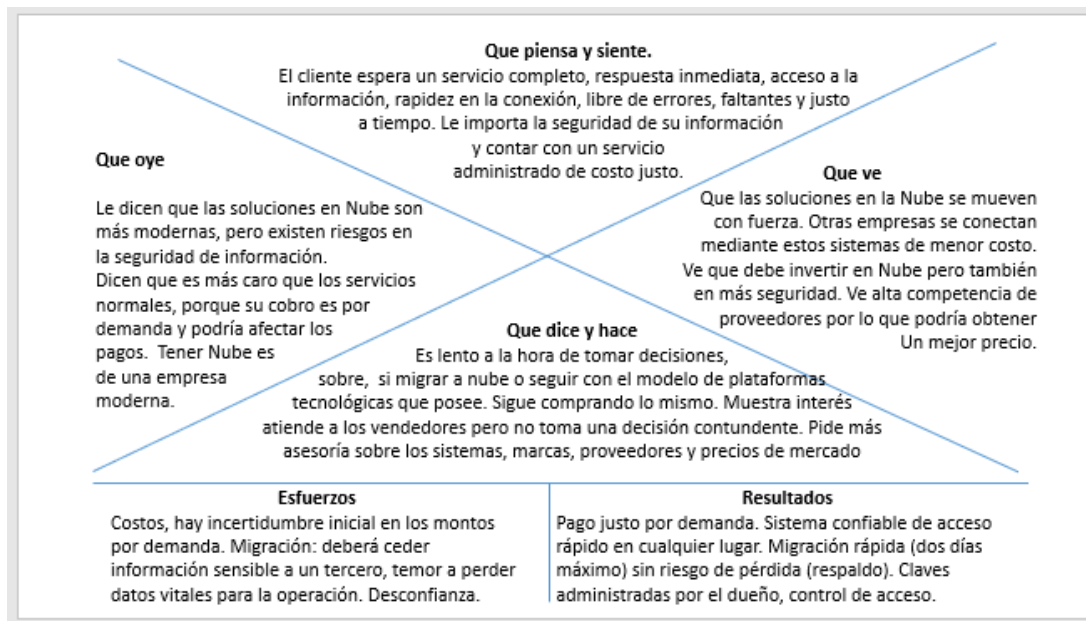 Que piensa y siente.
El cliente espera un servicio completo, respuesta inmediata, acceso a la
información, rapidez en la conexión, libre de errores, faltantes y justo
a tiempo. Le importa la seguridad de su información
y contar con un servicio
administrado de costo justo.
Que oye
Le dicen que las soluciones en Nube son
más modernas, pero existen riesgos en
la seguridad de información.
Dicen que es más caro que los servicios
normales, porque su cobro es por
demanda y podría afectar los
pagos. Tener Nube es
de una empresa
moderna.
Que ve
Que las soluciones en la Nube se mueven
con fuerza. Otras empresas se conectan
mediante estos sistemas de menor costo.
Ve que debe invertir en Nube pero también
en más seguridad. Ve alta competencia de
proveedores por lo que podría obtener
Un mejor precio.
Que dice y hace
Es lento a la hora de tomar decisiones,
sobre, si migrar a nube o seguir con el modelo de plataformas
tecnológicas que posee. Sigue comprando lo mismo. Muestra interés
atiende a los vendedores pero no toma una decisión contundente. Pide más
asesoría sobre los sistemas, marcas, proveedores y precios de mercado
Esfuerzos
Costos, hay incertidumbre inicial en los montos
por demanda. Migración: deberá ceder
información sensible a un tercero, temor a perder
datos vitales para la operación. Desconfianza.
Resultados
Pago justo por demanda. Sistema confiable de acceso
rápido en cualquier lugar. Migración rápida (dos días
máximo) sin riesgo de pérdida (respaldo). Claves
administradas por el dueño, control de acceso.